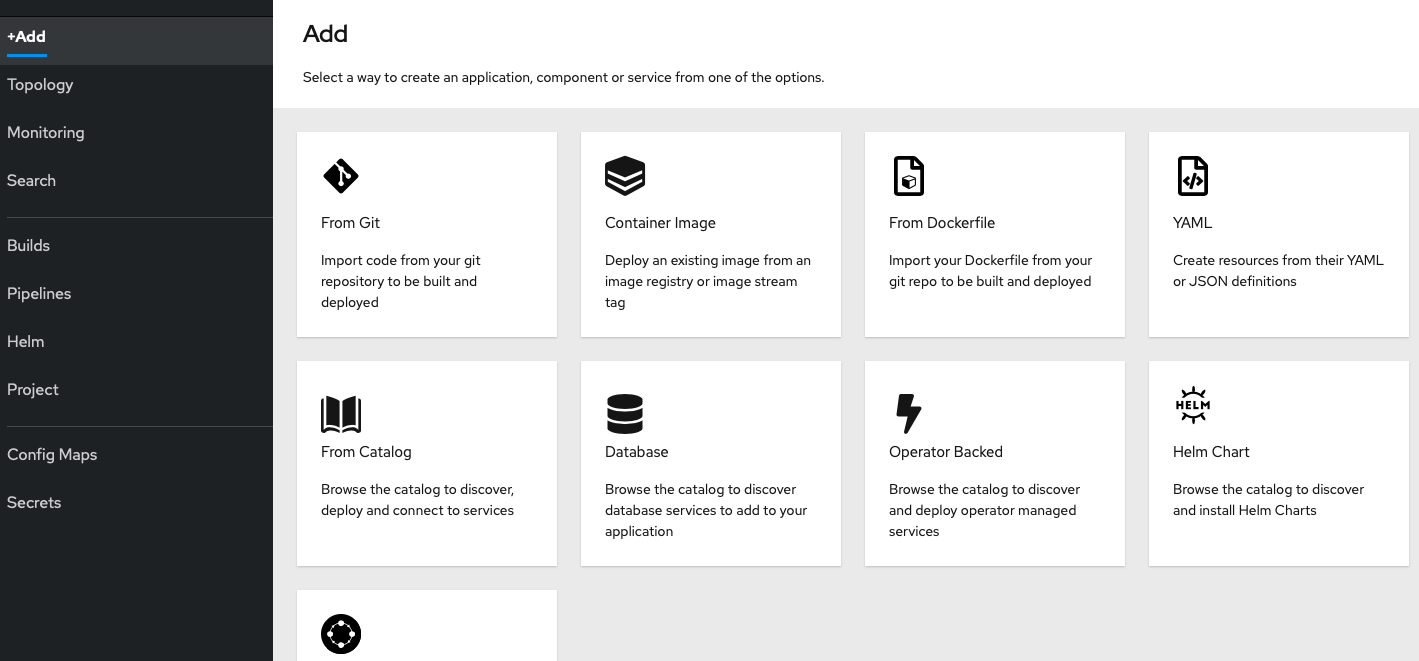 +Add
Topology
Monitoring
Search
Builds
Pipelines
Helm
Project
Config Maps
Secrets
Add
Select a way to create an application, component or service from one of the options.
From Git
Import code from your git
repository to be built and
deployed
Container Image
Deploy an existing image from an
image registry or image stream
tag
From Dockerfile
Import your Dockerfile from your
git repo to be built and deployed
YAML
Create resources from their YAML
or JSON definitions
From Catalog
Browse the catalog to discover,
deploy and connect to services
Database
Browse the catalog to discover
database services to add to your
application
Operator Backed
Browse the catalog to discover
and deploy operator managed
services
HELM
Helm Chart
Browse the catalog to discover
and install Helm Charts